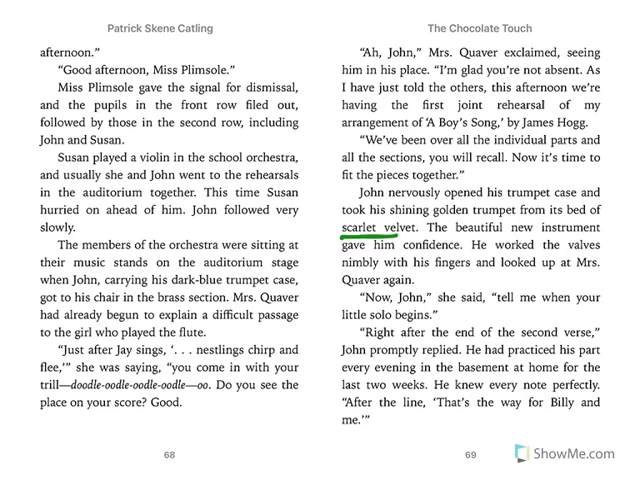 Patrick Skene Catling
afternoon.”
“Good afternoon, Miss Plimsole.”
Miss Plimsole gave the signal for dismissal,
and the pupils in the front row filed out,
followed by those in the second row, including
John and Susan.
Susan played a violin in the school orchestra,
and usually she and John went to the rehearsals
in the auditorium together. This time Susan
hurried on ahead of him. John followed very
slowly.
The members of the orchestra were sitting at
their music stands on the auditorium stage
when John, carrying his dark-blue trumpet case,
got to his chair in the brass section. Mrs. Quaver
had already begun to explain a difficult passage
to the girl who played the flute.
“Just after Jay sings, ‘. . . nestlings chirp and
flee,’” she was saying, “you come in with your
trill—doodle-oodle-oodle-oodle—oo. Do you see the
place on your score? Good.
68
The Chocolate Touch
“Ah, John,” Mrs. Quaver exclaimed, seeing
him in his place. “I’m glad you’re not absent. As
I have just told the others, this afternoon we’re
having the first joint rehearsal of my
arrangement of ‘A Boy’s Song,’ by James Hogg.
“We’ve been over all the individual parts and
all the sections, you will recall. Now it’s time to
fit the pieces together.”
John nervously opened his trumpet case and
took his shining golden trumpet from its bed of
scarlet velvet. The beautiful new instrument
gave him confidence. He worked the valves
nimbly with his fingers and looked up at Mrs.
Quaver again.
“Now, John,” she said, “tell me when your
little solo begins.”
“Right after the end of the second verse,”
John promptly replied. He had practiced his part
every evening in the basement at home for the
last two weeks. He knew every note perfectly.
“After the line, ‘That’s the way for Billy and
me.’”
69
ShowMe.com